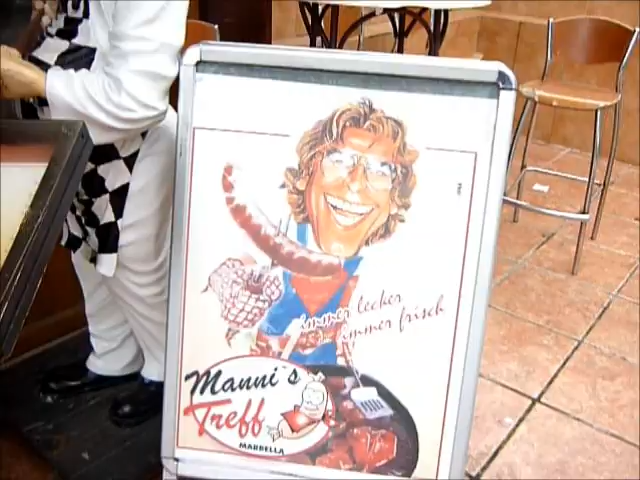 immer lecker
immer frisch
Manni's
Treff
MARBELLA